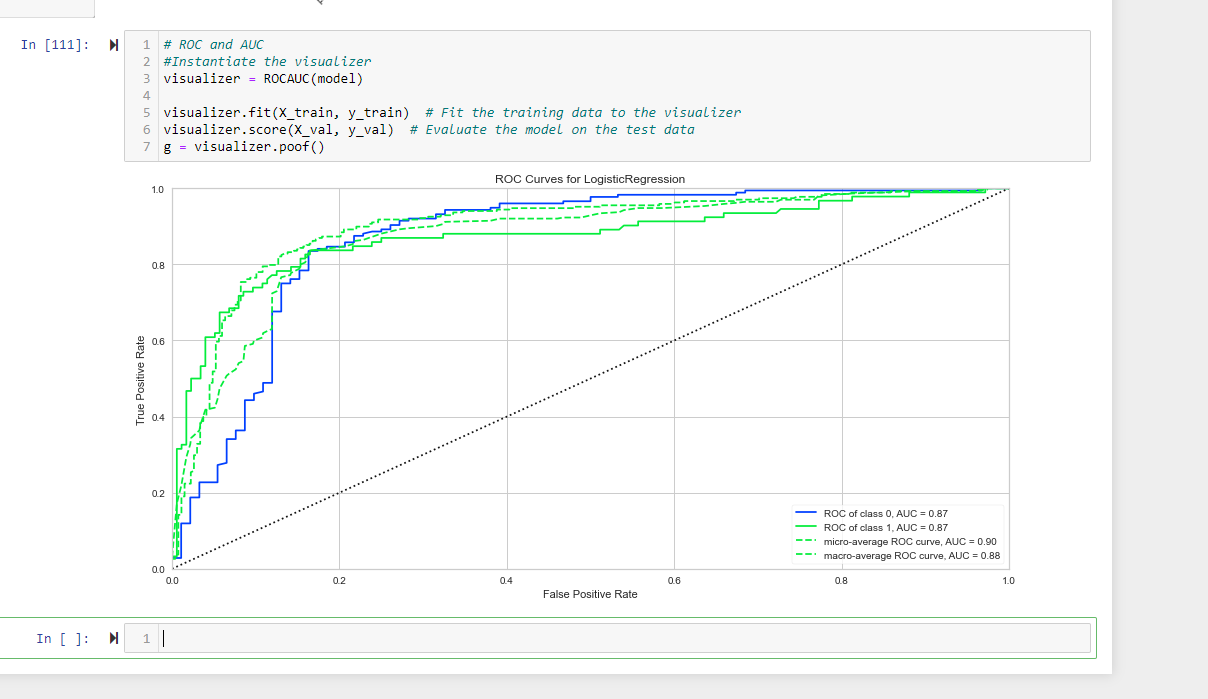 In [111]:
1 # ROC and AUC
2 #Instantiate the visualizer
3 visualizer = ROCAUC(model)
4
5 visualizer.fit(X_train, y_train)  # Fit the training data to the visualizer
6 visualizer.score(X_val, y_val)  # Evaluate the model on the test data
7 g = visualizer.poof()
ROC Curves for LogisticRegression
1.0
0.8
0.6
0.4
0.2
0.0
True Positive Rate
ROC of class 0, AUC = 0.87
ROC of class 1, AUC = 0.87
micro-average ROC curve, AUC = 0.90
macro-average ROC curve, AUC = 0.88
0.0 0.2 0.4 0.6 0.8 1.0
False Positive Rate
In [ ]:
1